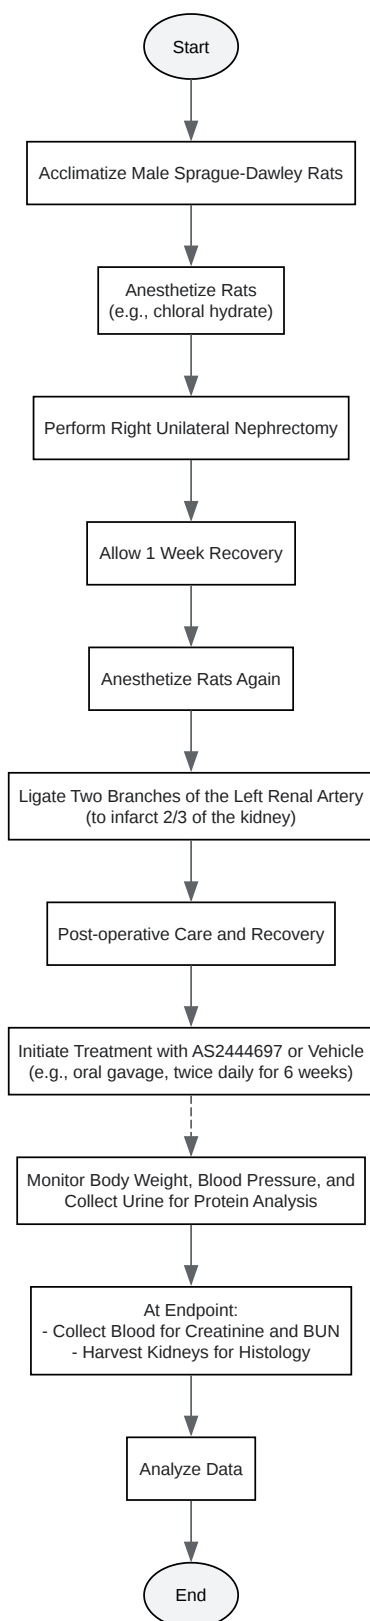 Start
Acclimatize Male Sprague-Dawley Rats
Anesthetize Rats
(e.g., chloral hydrate)
Perform Right Unilateral Nephrectomy
Allow 1 Week Recovery
Anesthetize Rats Again
Ligate Two Branches of the Left Renal Artery
(to infarct 2/3 of the kidney)
Post-operative Care and Recovery
Initiate Treatment with AS2444697 or Vehicle
(e.g., oral gavage, twice daily for 6 weeks)
Monitor Body Weight, Blood Pressure, and
Collect Urine for Protein Analysis
At Endpoint:
- Collect Blood for Creatinine and BUN
- Harvest Kidneys for Histology
Analyze Data
End